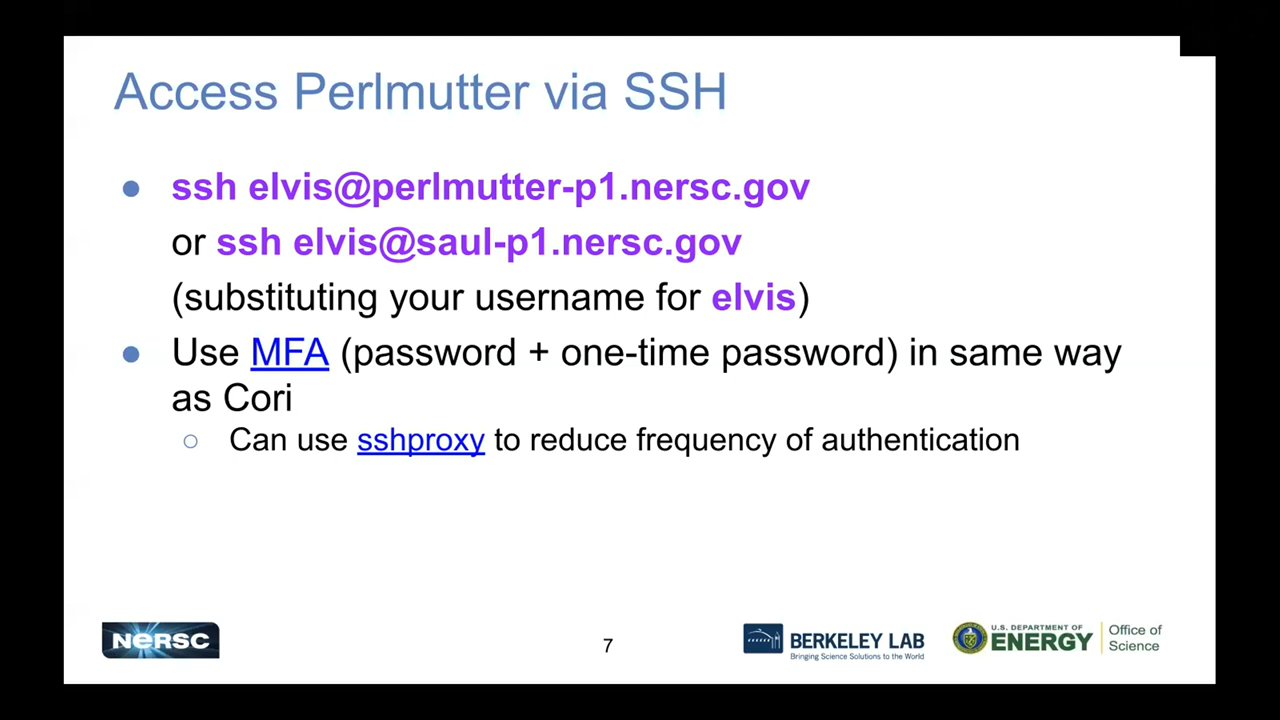 Access Perlmutter via SSH
● ssh elvis@perlmutter-p1.nersc.gov
or ssh elvis@saul-p1.nersc.gov
(substituting your username for elvis)
● Use MFA (password + one-time password) in same way
as Cori
○ Can use sshproxy to reduce frequency of authentication
NERSC
7
BERKELEY LAB
Bringing Science Solutions to the World
U.S. DEPARTMENT OF
ENERGY
Office of
Science